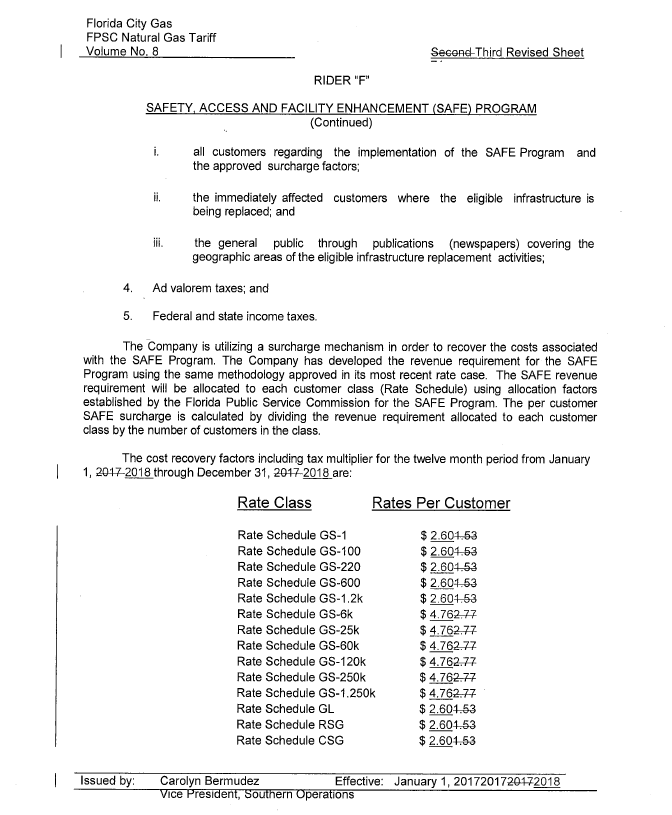 Florida City Gas
FPSC Natural Gas Tariff
Volume No. 8 Second Third Revised Sheet
RIDER "F"
SAFETY, ACCESS AND FACILITY ENHANCEMENT (SAFE) PROGRAM
(Continued)
i. all customers regarding the implementation of the SAFE Program and
the approved surcharge factors;
ii. the immediately affected customers where the eligible infrastructure is
being replaced; and
iii. the general public through publications (newspapers) covering the
geographic areas of the eligible infrastructure replacement activities;
4. Ad valorem taxes; and
5. Federal and state income taxes.
The Company is utilizing a surcharge mechanism in order to recover the costs associated
with the SAFE Program. The Company has developed the revenue requirement for the SAFE
Program using the same methodology approved in its most recent rate case. The SAFE revenue
requirement will be allocated to each customer class (Rate Schedule) using allocation factors
established by the Florida Public Service Commission for the SAFE Program. The per customer
SAFE surcharge is calculated by dividing the revenue requirement allocated to each customer
class by the number of customers in the class.
The cost recovery factors including tax multiplier for the twelve month period from January
1, 2017 2018 through December 31, 2017 2018 are:
Rate Class Rates Per Customer
Rate Schedule GS-1 $ 2.601.53
Rate Schedule GS-100 $ 2.601.53
Rate Schedule GS-220 $ 2.601.53
Rate Schedule GS-600 $ 2.601.53
Rate Schedule GS-1.2k $ 2.601.53
Rate Schedule GS-6k $ 4.762.77
Rate Schedule GS-25k $ 4.762.77
Rate Schedule GS-60k $ 4.762.77
Rate Schedule GS-120k $ 4.762.77
Rate Schedule GS-250k $ 4.762.77
Rate Schedule GS-1.250k $ 4.762.77
Rate Schedule GL $ 2.601.53
Rate Schedule RSG $ 2.601.53
Rate Schedule CSG $ 2.601.53
Issued by: Carolyn Bermudez Effective: January 1, 2017201720172018
Vice President, Southern Operations